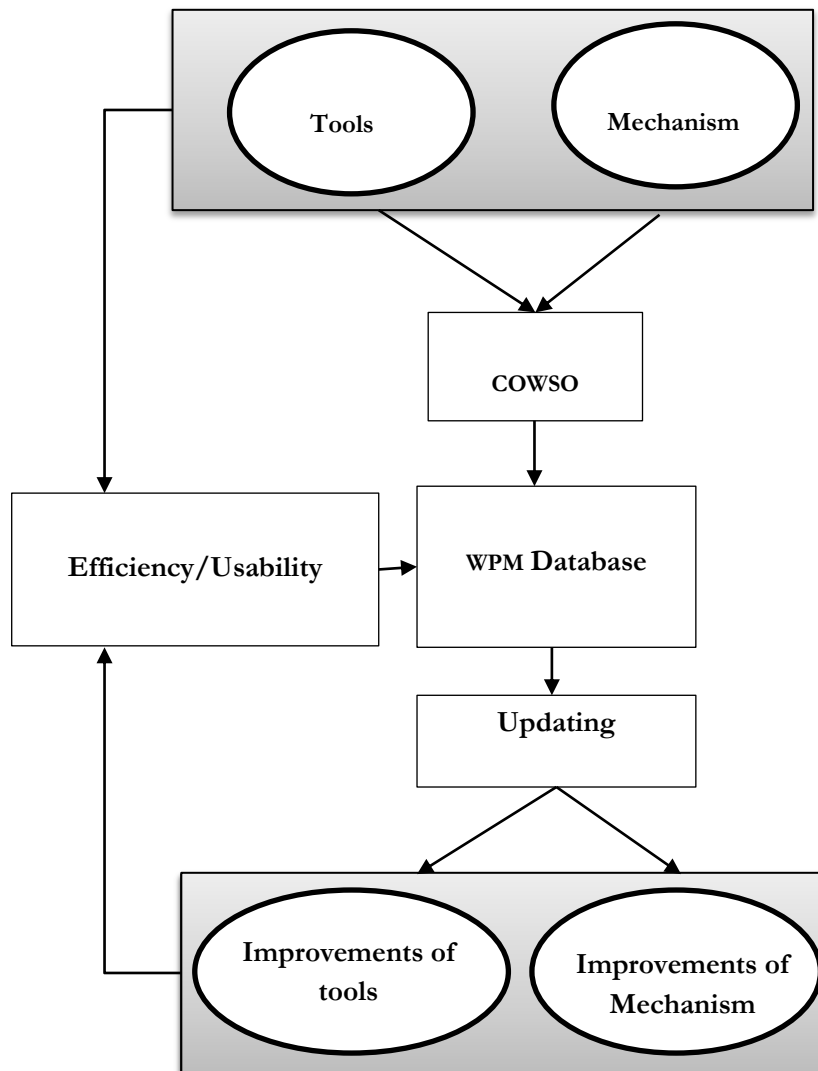 Tools
Mechanism
COWSO
Efficiency/Usability
WPM Database
Updating
Improvements of
tools
Improvements of
Mechanism